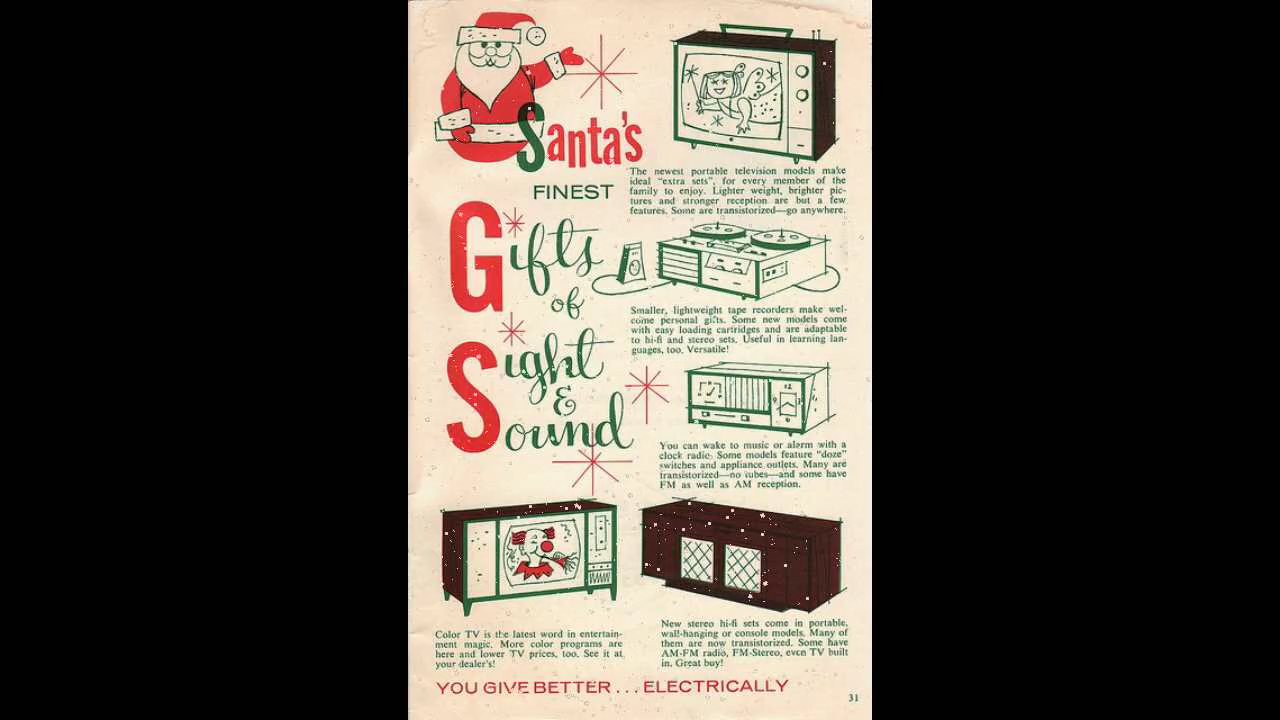 Santa's
FINEST
Gifts
of
Sight
&
Sound
The newest portable television models make
ideal "extra sets", for every member of the
family to enjoy. Lighter weight, brighter pic-
tures and stronger reception are but a few
features. Some are transistorized—go anywhere.
Smaller, lightweight tape recorders make wel-
come personal gifts. Some new models come
with easy loading cartridges and are adaptable
to hi-fi and stereo sets. Useful in learning lan-
guages, too. Versatile!
12
9 3
You can wake to music or alarm with a
clock radio. Some models feature "doze"
switches and appliance outlets. Many are
transistorized—no tubes—and some have
FM as well as AM reception.
Color TV is the latest word in entertain-
ment magic. More color programs are
here and lower TV prices, too. See it at
your dealer's!
New stereo hi-fi sets come in portable,
wall-hanging or console models. Many of
them are now transistorized. Some have
AM-FM radio, FM-Stereo, even TV built
in. Great buy!
YOU GIVE BETTER . . . ELECTRICALLY
31